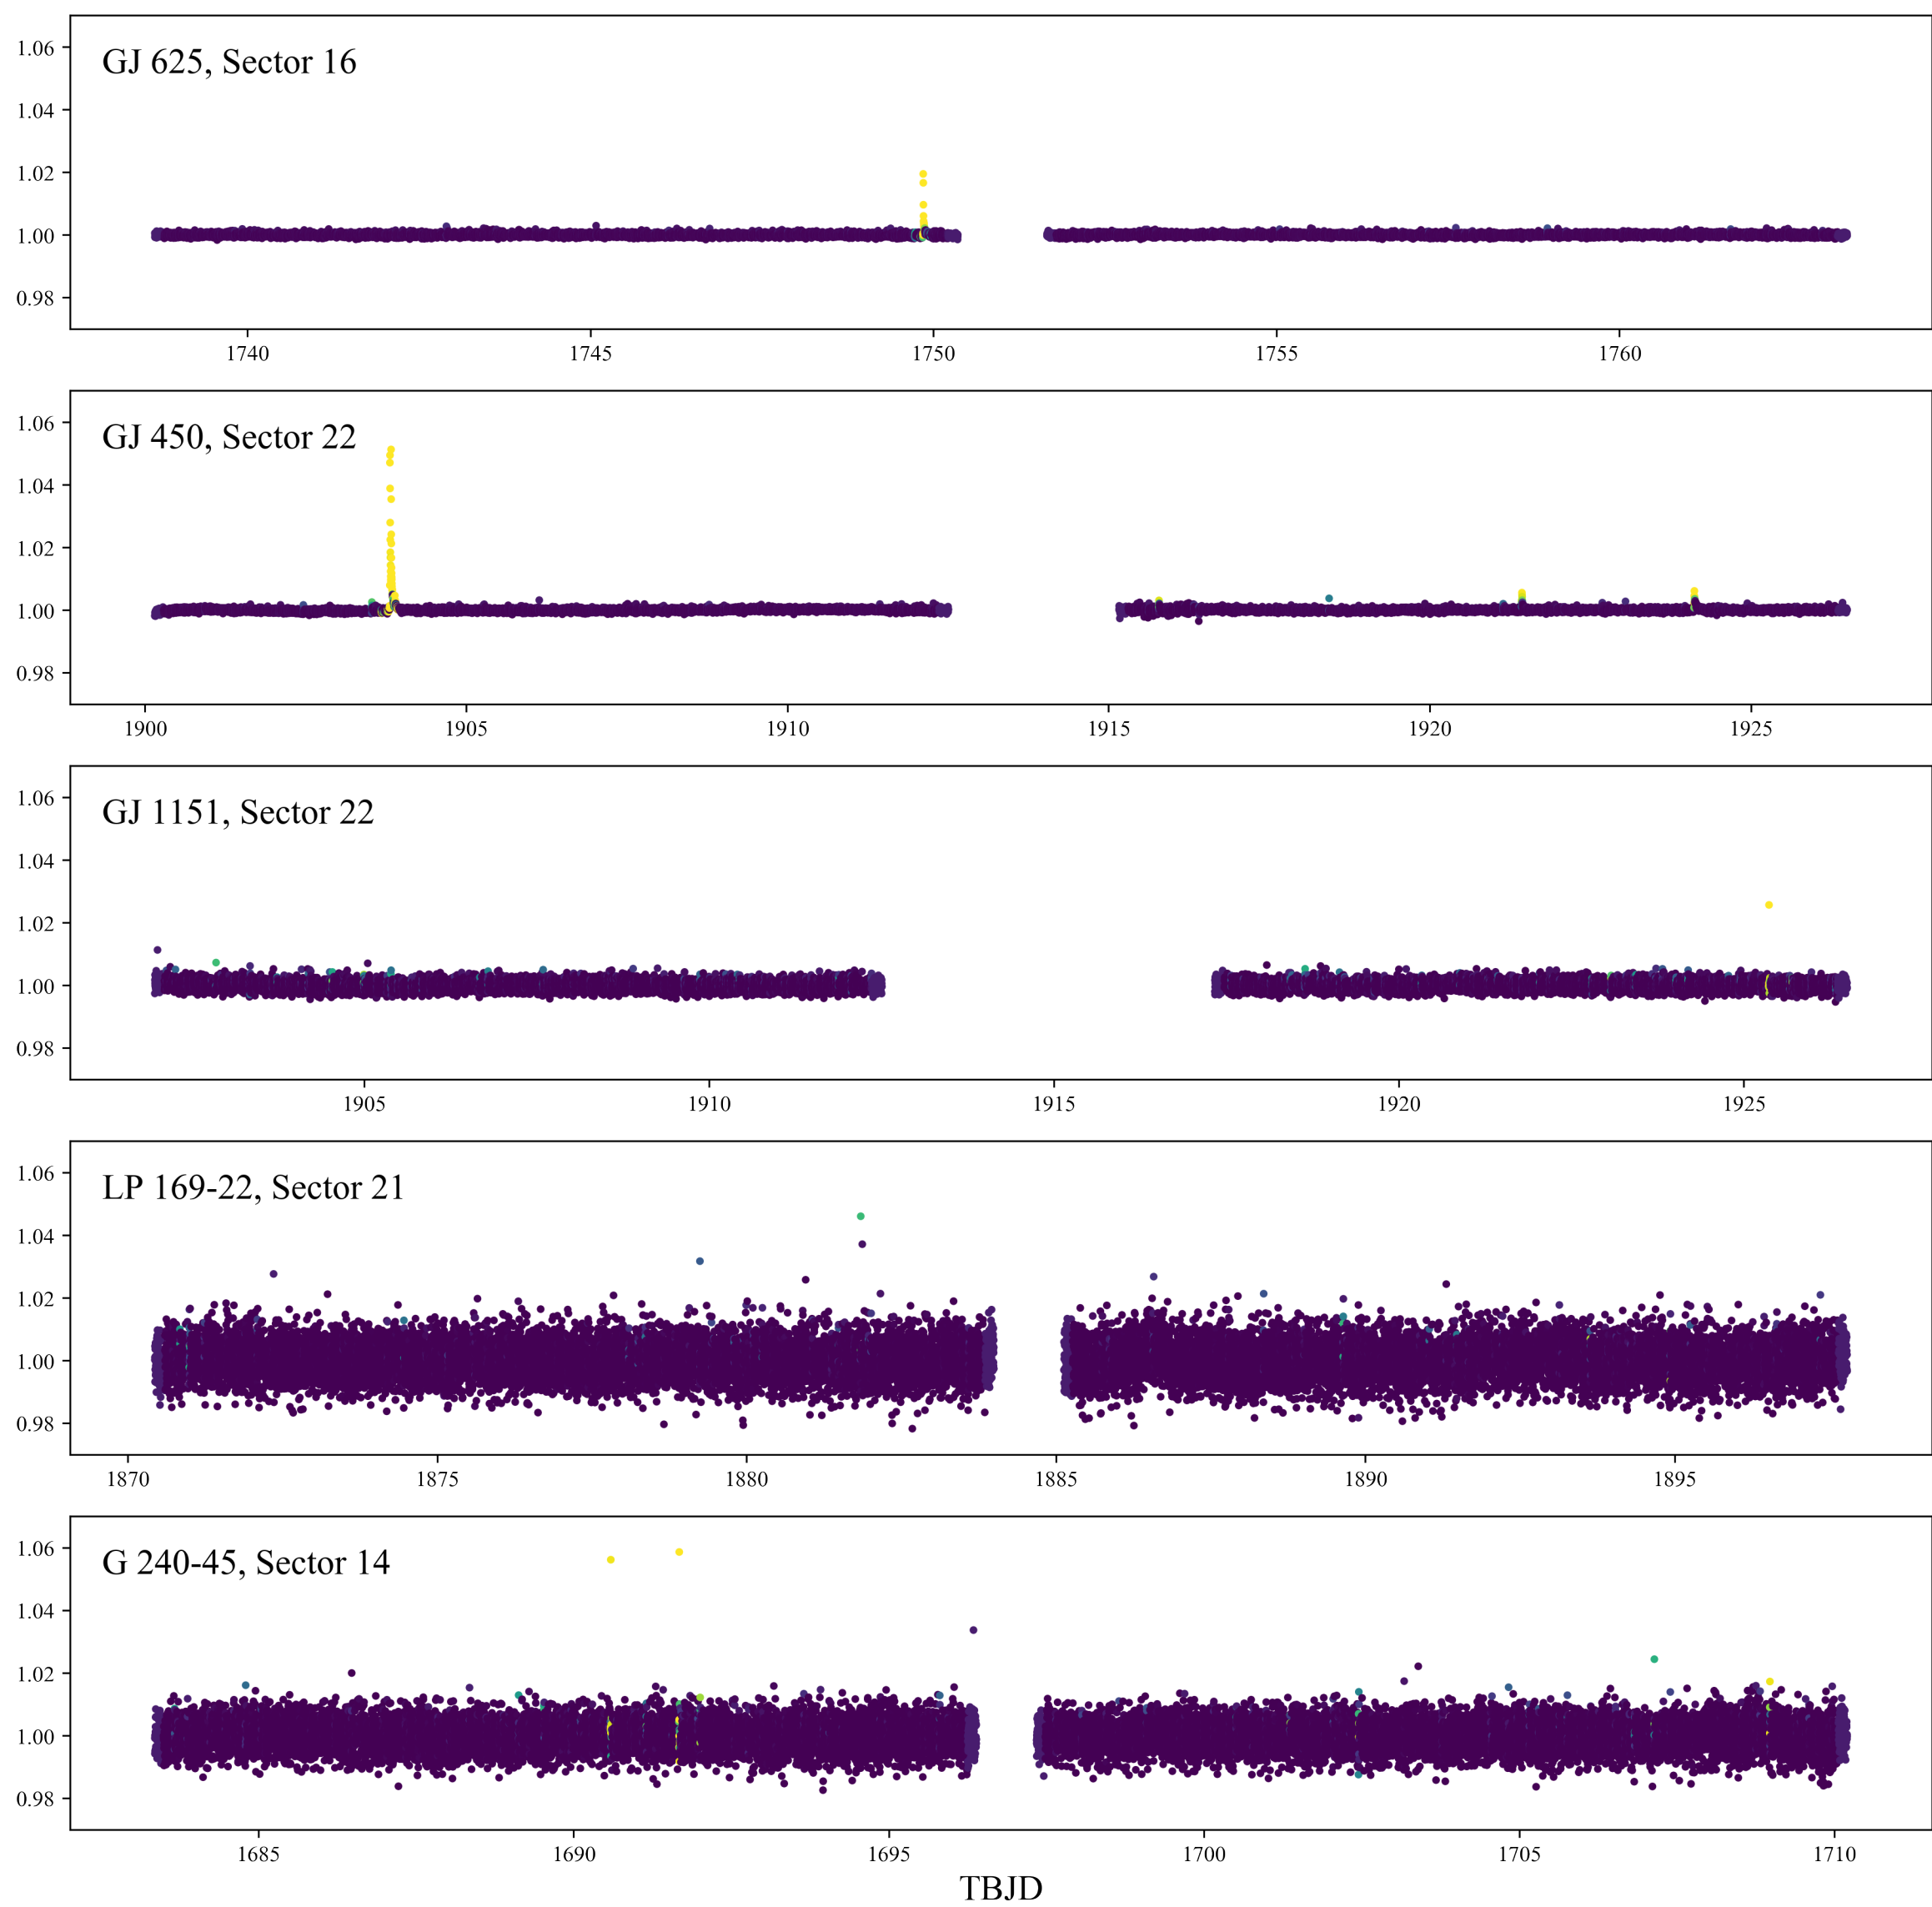 GJ 625, Sector 16
1.06
1.04
1.02
1.00
0.98
1740 1745 1750 1755 1760
GJ 450, Sector 22
1.06
1.04
1.02
1.00
0.98
1900 1905 1910 1915 1920 1925
GJ 1151, Sector 22
1.06
1.04
1.02
1.00
0.98
1905 1910 1915 1920 1925
LP 169-22, Sector 21
1.06
1.04
1.02
1.00
0.98
1870 1875 1880 1885 1890 1895
G 240-45, Sector 14
1.06
1.04
1.02
1.00
0.98
1685 1690 1695 1700 1705 1710
TBJD